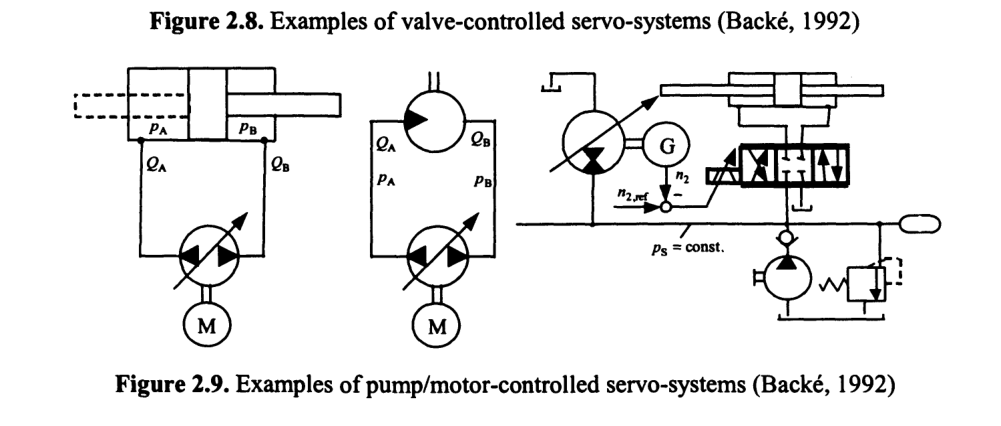 Figure 2.8. Examples of valve-controlled servo-systems (Backé, 1992)
pA
pB
QA
QB
M
QA
QB
pA
pB
M
G
n2
n2,ref
−
pS = const.
Figure 2.9. Examples of pump/motor-controlled servo-systems (Backé, 1992)